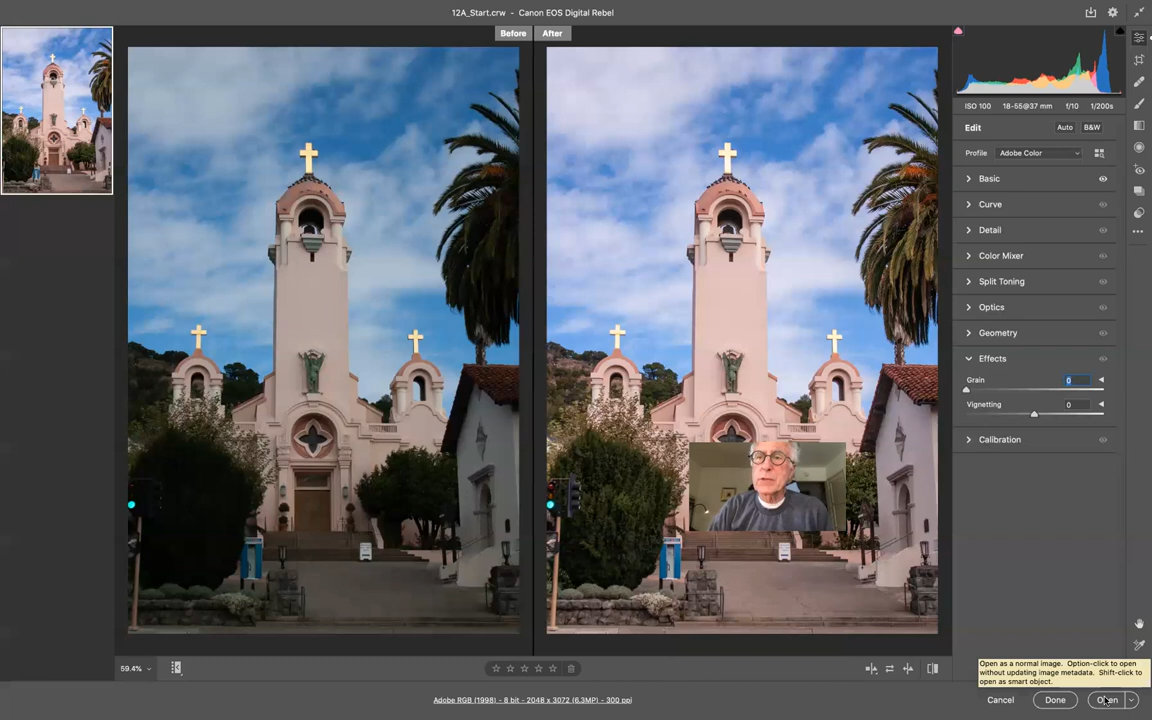 12A_Start.crw - Canon EOS Digital Rebel
Before
After
ISO 100 18-55@37 mm f/10 1/200s
Edit Auto B&W
Profile Adobe Color
Basic
Curve
Detail
Color Mixer
Split Toning
Optics
Geometry
Effects
Grain 0
Vignetting 0
Calibration
59.4%
Open as a normal image. Option-click to open
without updating image metadata. Shift-click to
open as smart object.
Adobe RGB (1998) - 8 bit - 2048 x 3072 (6.3MP) - 300 ppi
Cancel Done Open